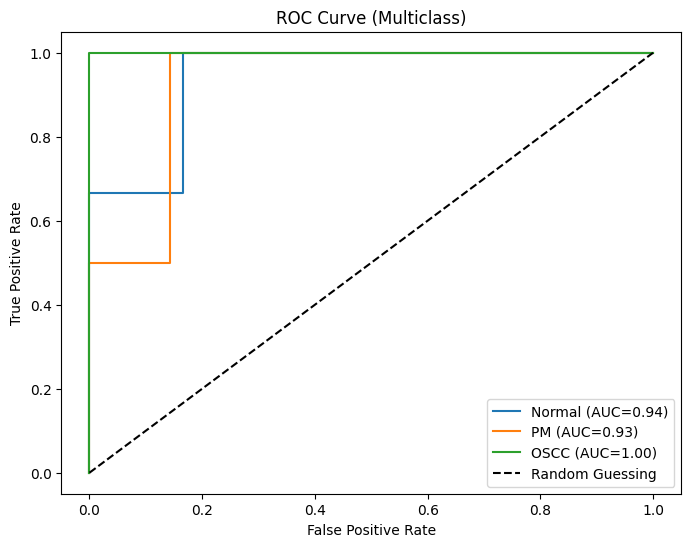 ROC Curve (Multiclass)
True Positive Rate
1.0
0.8
0.6
0.4
0.2
0.0
0.0 0.2 0.4 0.6 0.8 1.0
False Positive Rate
Normal (AUC=0.94)
PM (AUC=0.93)
OSCC (AUC=1.00)
Random Guessing